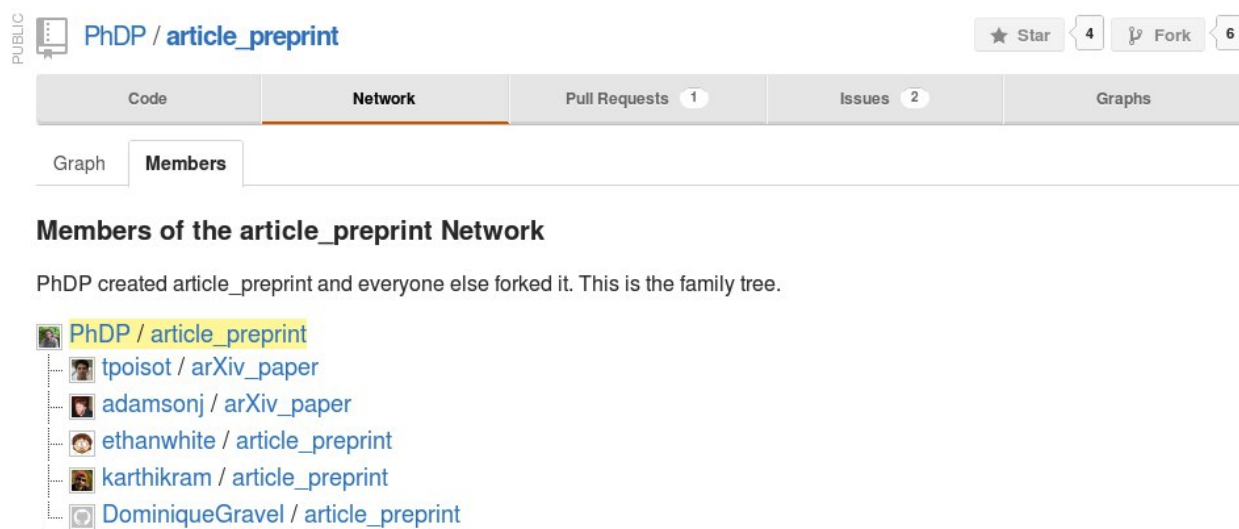 PUBLIC
PhDP / article_preprint
Star 4 Fork 6
Code Network Pull Requests 1 Issues 2 Graphs
Graph Members
Members of the article_preprint Network
PhDP created article_preprint and everyone else forked it. This is the family tree.
PhDP / article_preprint
tpoisot / arXiv_paper
adamsonj / arXiv_paper
ethanwhite / article_preprint
karthikram / article_preprint
DominiqueGravel / article_preprint